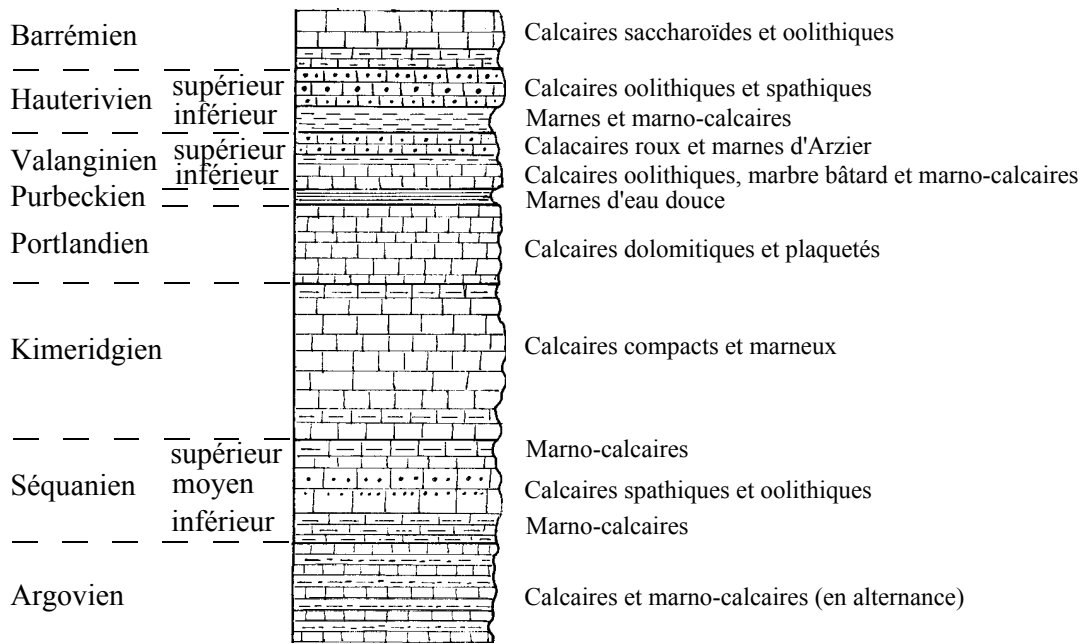 Barrémien
Calcaires saccharoïdes et oolithiques
Hauterivien
supérieur
Calcaires oolithiques et spathiques
inférieur
Marnes et marno-calcaires
Valanginien
supérieur
Calacaires roux et marnes d'Arzier
inférieur
Calcaires oolithiques, marbre bâtard et marno-calcaires
Purbeckien
Marnes d'eau douce
Portlandien
Calcaires dolomitiques et plaquetés
Kimeridgien
Calcaires compacts et marneux
Séquanien
supérieur
Marno-calcaires
moyen
Calcaires spathiques et oolithiques
inférieur
Marno-calcaires
Argovien
Calcaires et marno-calcaires (en alternance)